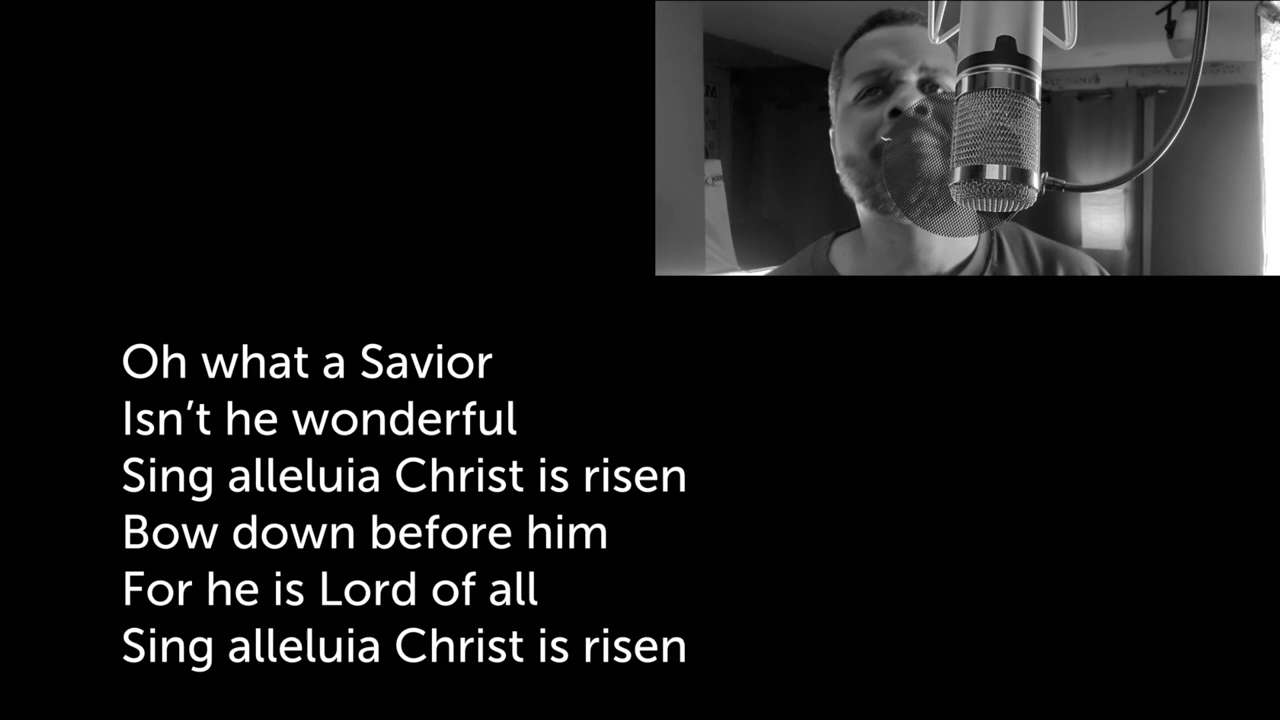 Oh what a Savior
Isn’t he wonderful
Sing alleluia Christ is risen
Bow down before him
For he is Lord of all
Sing alleluia Christ is risen